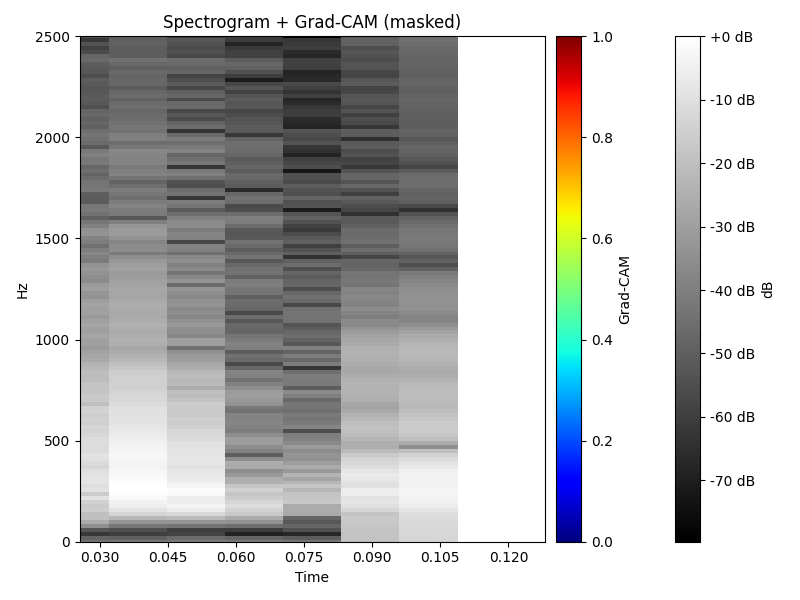 Spectrogram + Grad-CAM (masked)
2500
2000
1500
1000
500
0
Hz
0.030
0.045
0.060
0.075
0.090
0.105
0.120
Time
1.0
0.8
0.6
0.4
0.2
0.0
Grad-CAM
+0 dB
-10 dB
-20 dB
-30 dB
-40 dB
-50 dB
-60 dB
-70 dB
dB